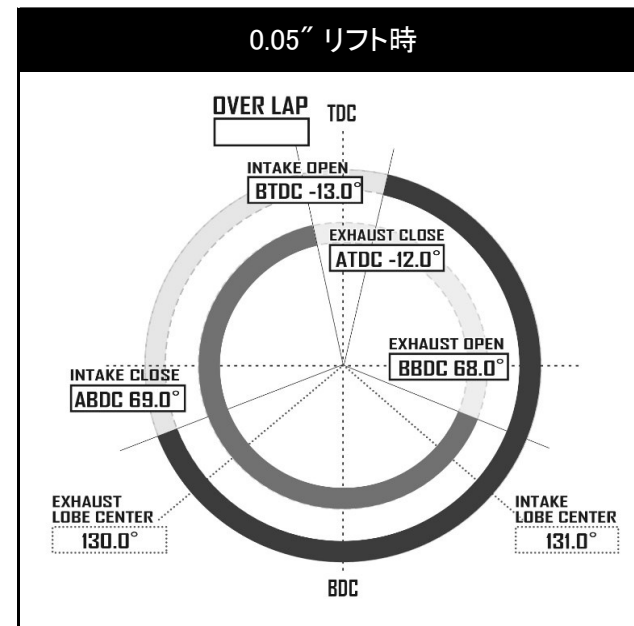 0.05″ リフト時
OVER LAP
TDC
INTAKE OPEN
BTDC -13.0°
EXHAUST CLOSE
ATDC -12.0°
EXHAUST OPEN
BBDC 68.0°
INTAKE CLOSE
ABDC 69.0°
EXHAUST
LOBE CENTER
130.0°
INTAKE
LOBE CENTER
131.0°
BDC